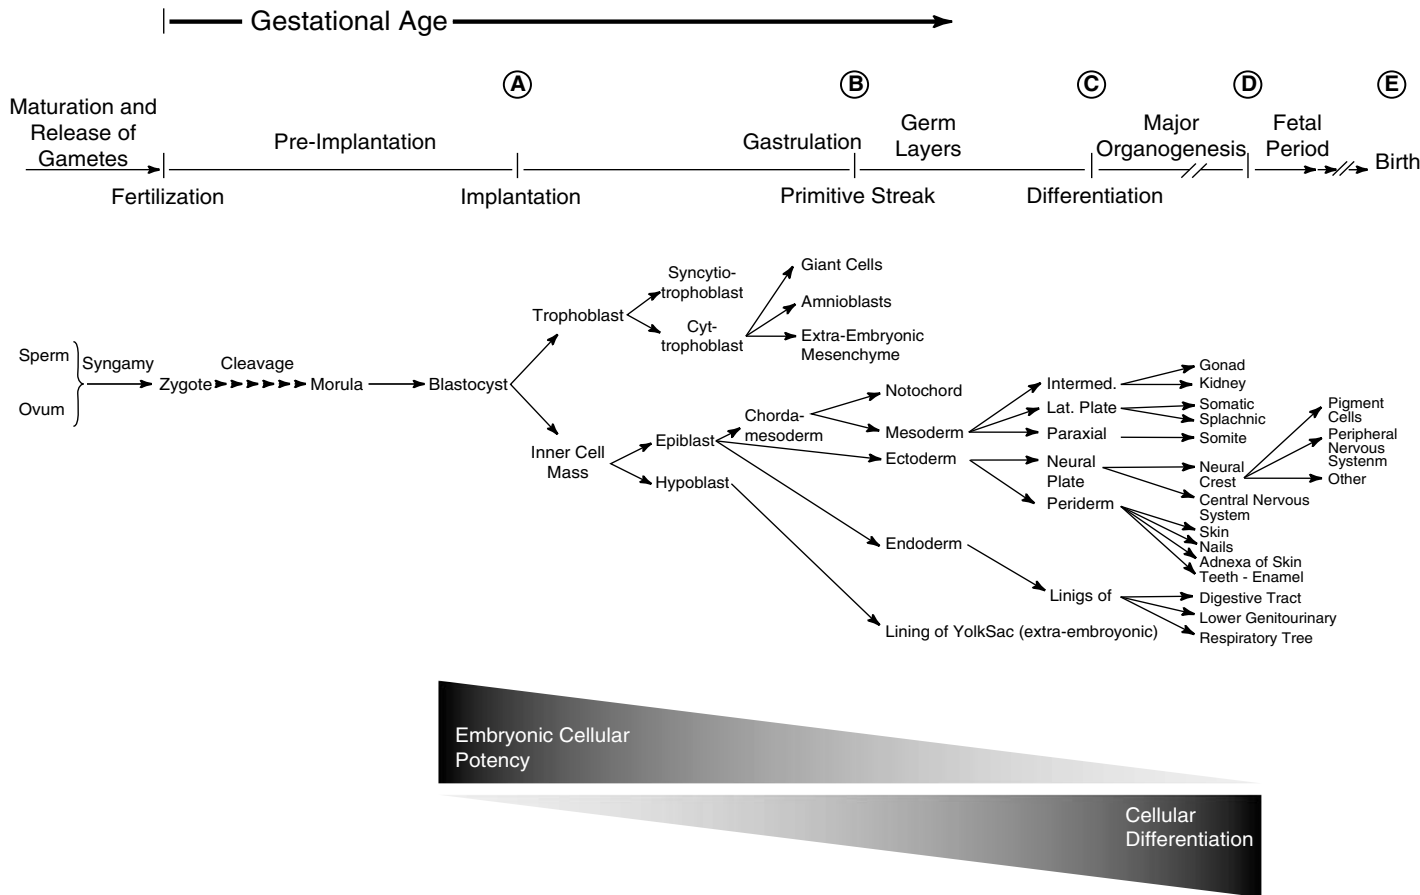 Gestational Age
A
B
C
D
E
Maturation and
Release of
Gametes
Pre-Implantation
Gastrulation
Germ
Layers
Major
Organogenesis
Fetal
Period
Birth
Fertilization
Implantation
Primitive Streak
Differentiation
Sperm
Ovum
Syngamy
Zygote
Cleavage
Morula
Blastocyst
Trophoblast
Inner Cell
Mass
Syncytio-
trophoblast
Cyt-
trophoblast
Giant Cells
Amnioblasts
Extra-Embryonic
Mesenchyme
Epiblast
Hypoblast
Chorda-
mesoderm
Notochord
Mesoderm
Ectoderm
Endoderm
Lining of YolkSac (extra-embroyonic)
Intermed.
Lat. Plate
Paraxial
Neural
Plate
Periderm
Linigs of
Gonad
Kidney
Somatic
Splachnic
Somite
Neural
Crest
Central Nervous
System
Skin
Nails
Adnexa of Skin
Teeth - Enamel
Digestive Tract
Lower Genitourinary
Respiratory Tree
Pigment
Cells
Peripheral
Nervous
Systenm
Other
Embryonic Cellular
Potency
Cellular
Differentiation